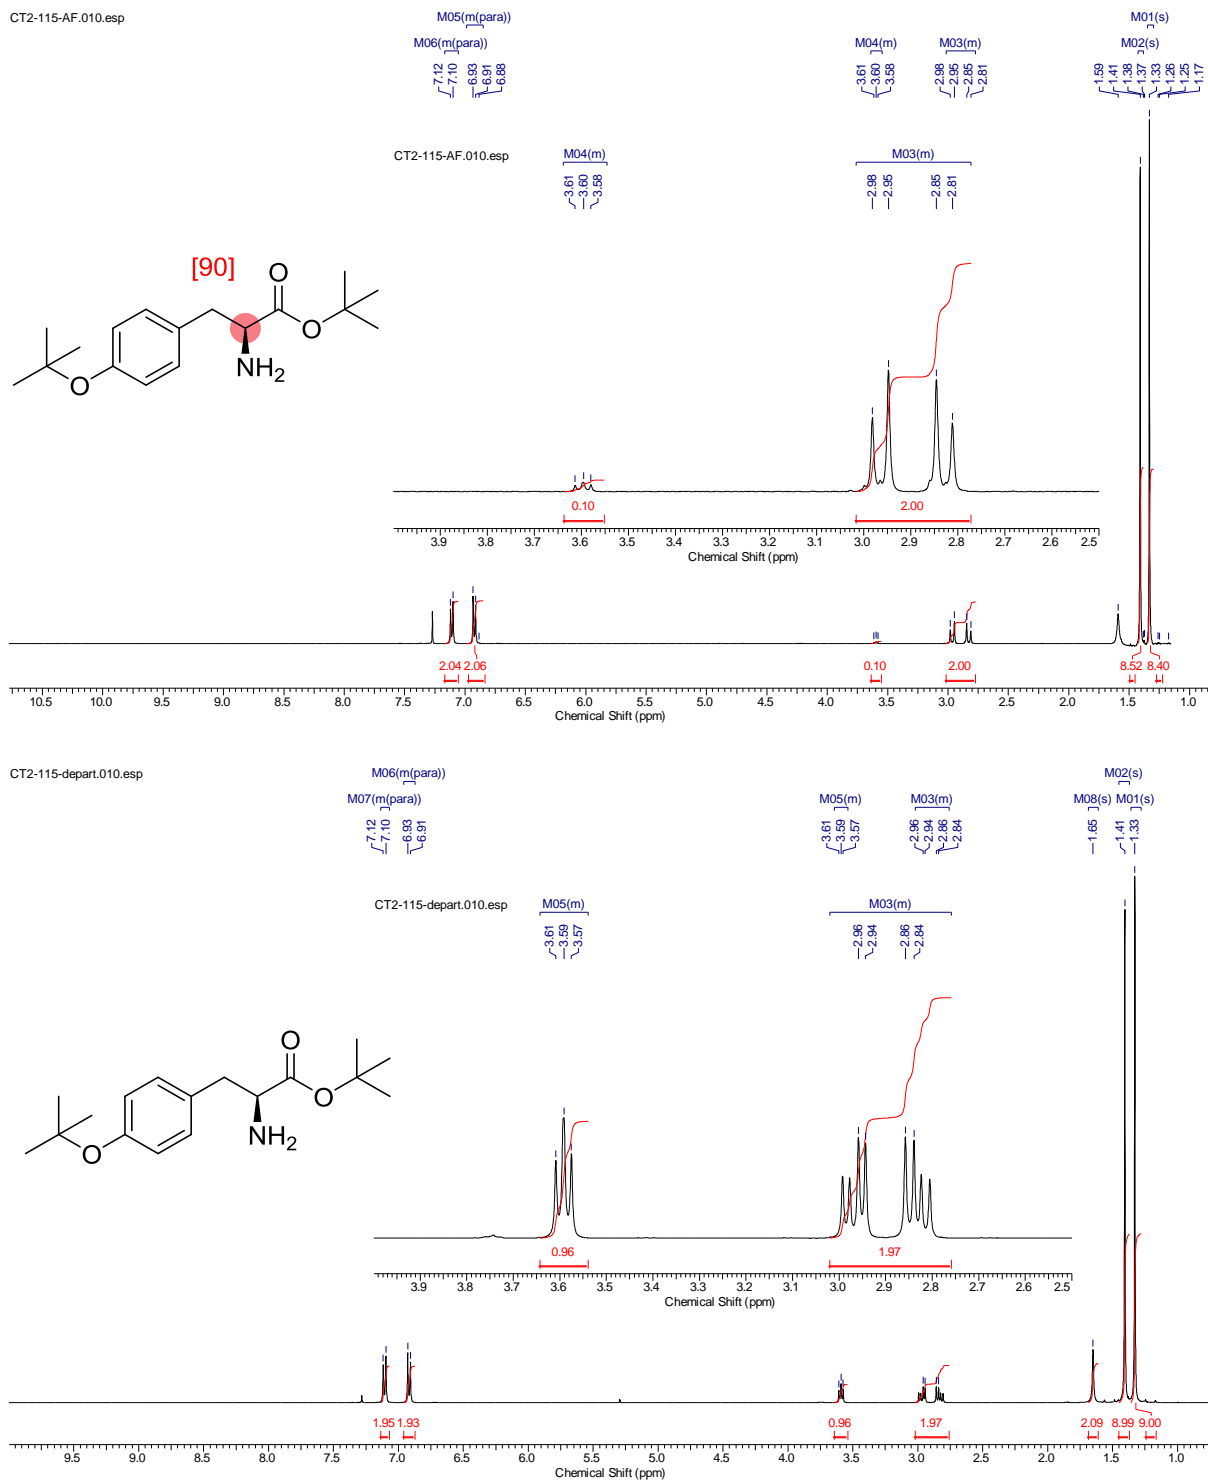 CT2-115-AF.010.esp
M05(m(para))
M01(s)
M06(m(para))
M04(m)
M03(m)
M02(s)
7.12
7.10
6.93
6.91
6.88
3.61
3.60
3.58
2.98
2.95
2.85
2.81
1.59
1.41
1.38
1.37
1.33
1.26
1.25
1.17
CT2-115-AF.010.esp
M04(m)
M03(m)
3.61
3.60
3.58
2.98
2.95
2.85
2.81
[90]
O
O
NH2
O
0.10
2.00
3.9 3.8 3.7 3.6 3.5 3.4 3.3 3.2 3.1 3.0 2.9 2.8 2.7 2.6 2.5
Chemical Shift (ppm)
2.04 2.06 0.10 2.00 8.52 8.40
10.5 10.0 9.5 9.0 8.5 8.0 7.5 7.0 6.5 6.0 5.5 5.0 4.5 4.0 3.5 3.0 2.5 2.0 1.5 1.0
Chemical Shift (ppm)
CT2-115-depart.010.esp
M06(m(para))
M02(s)
M07(m(para))
M05(m)
M03(m)
M08(s)
M01(s)
7.12
7.10
6.93
6.91
3.61
3.59
3.57
2.96
2.94
2.86
2.84
1.65
1.41
1.33
CT2-115-depart.010.esp
M05(m)
M03(m)
3.61
3.59
3.57
2.96
2.94
2.86
2.84
O
O
NH2
O
0.96
1.97
3.9 3.8 3.7 3.6 3.5 3.4 3.3 3.2 3.1 3.0 2.9 2.8 2.7 2.6 2.5
Chemical Shift (ppm)
1.95 1.93 0.96 1.97 2.09 8.99 9.00
9.5 9.0 8.5 8.0 7.5 7.0 6.5 6.0 5.5 5.0 4.5 4.0 3.5 3.0 2.5 2.0 1.5 1.0
Chemical Shift (ppm)